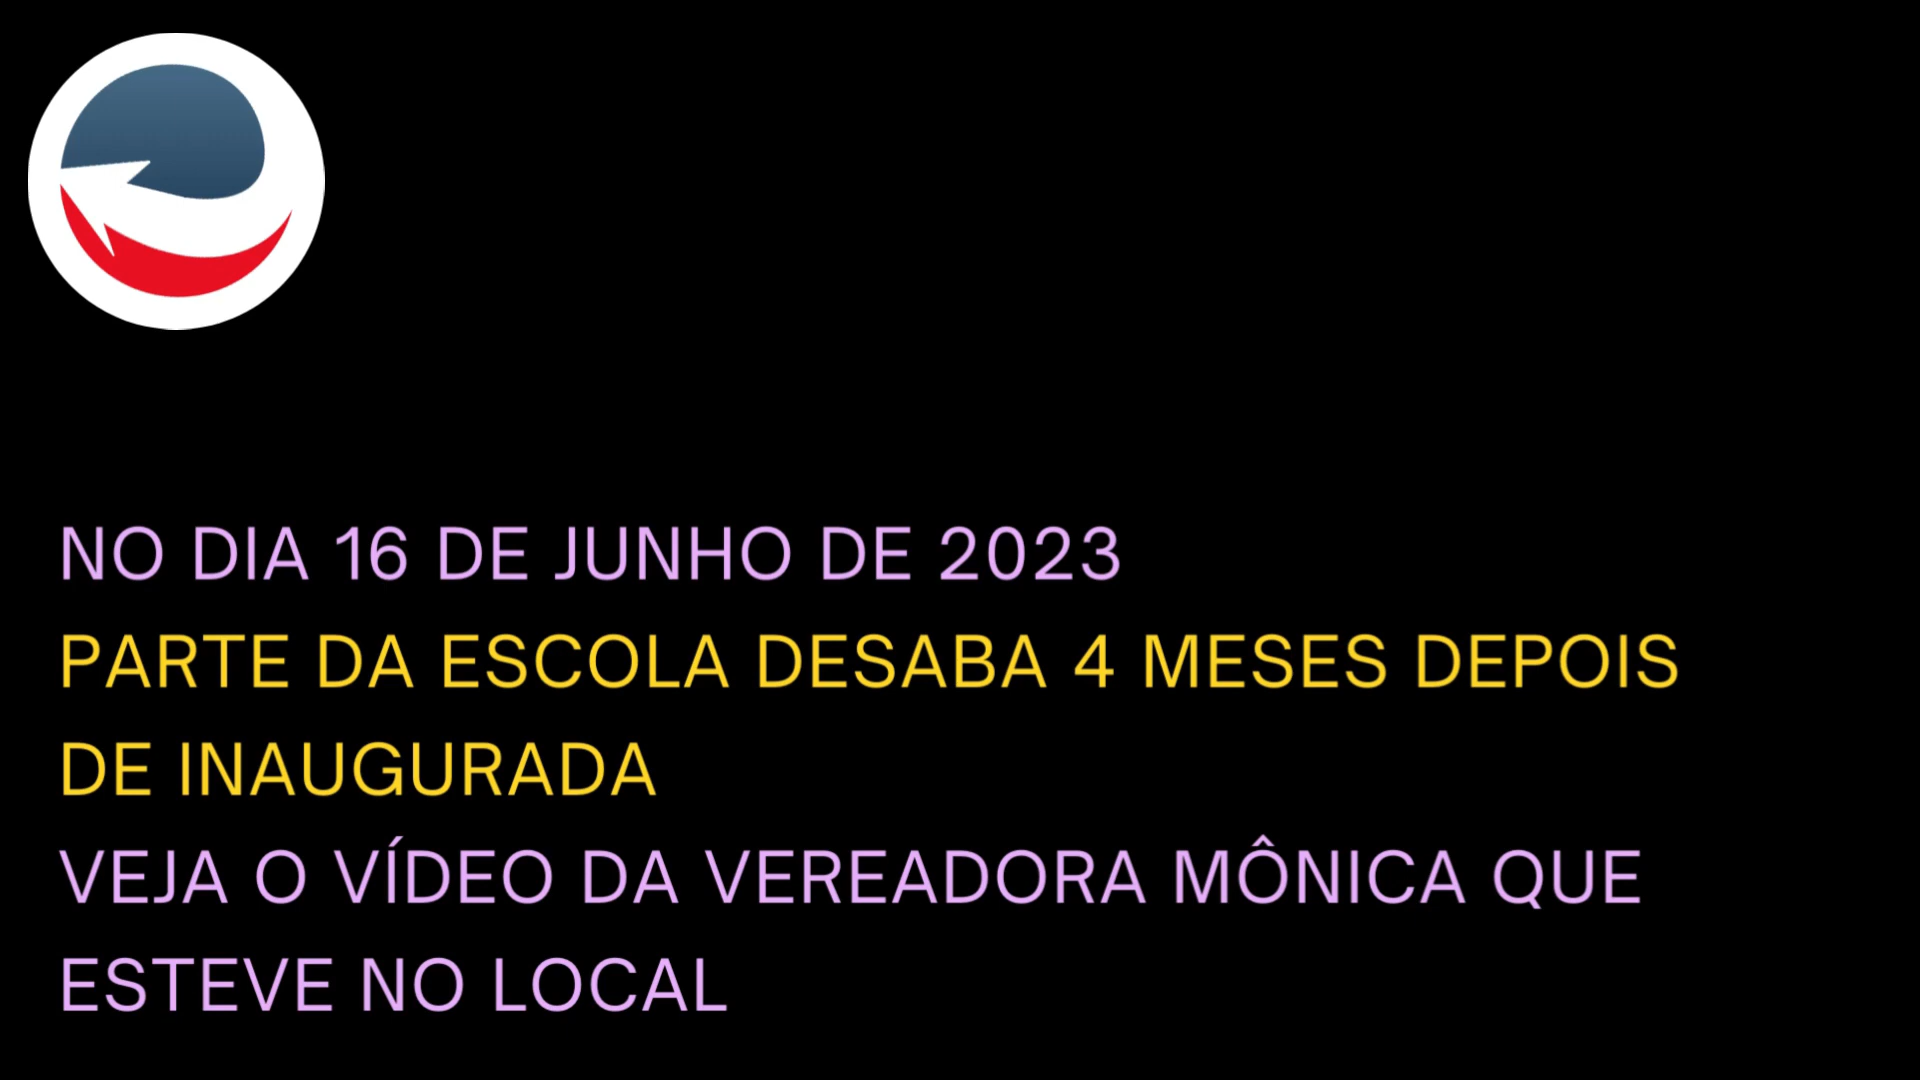 NO DIA 16 DE JUNHO DE 2023
PARTE DA ESCOLA DESABA 4 MESES DEPOIS
DE INAUGURADA
VEJA O VÍDEO DA VEREADORA MÔNICA QUE
ESTEVE NO LOCAL